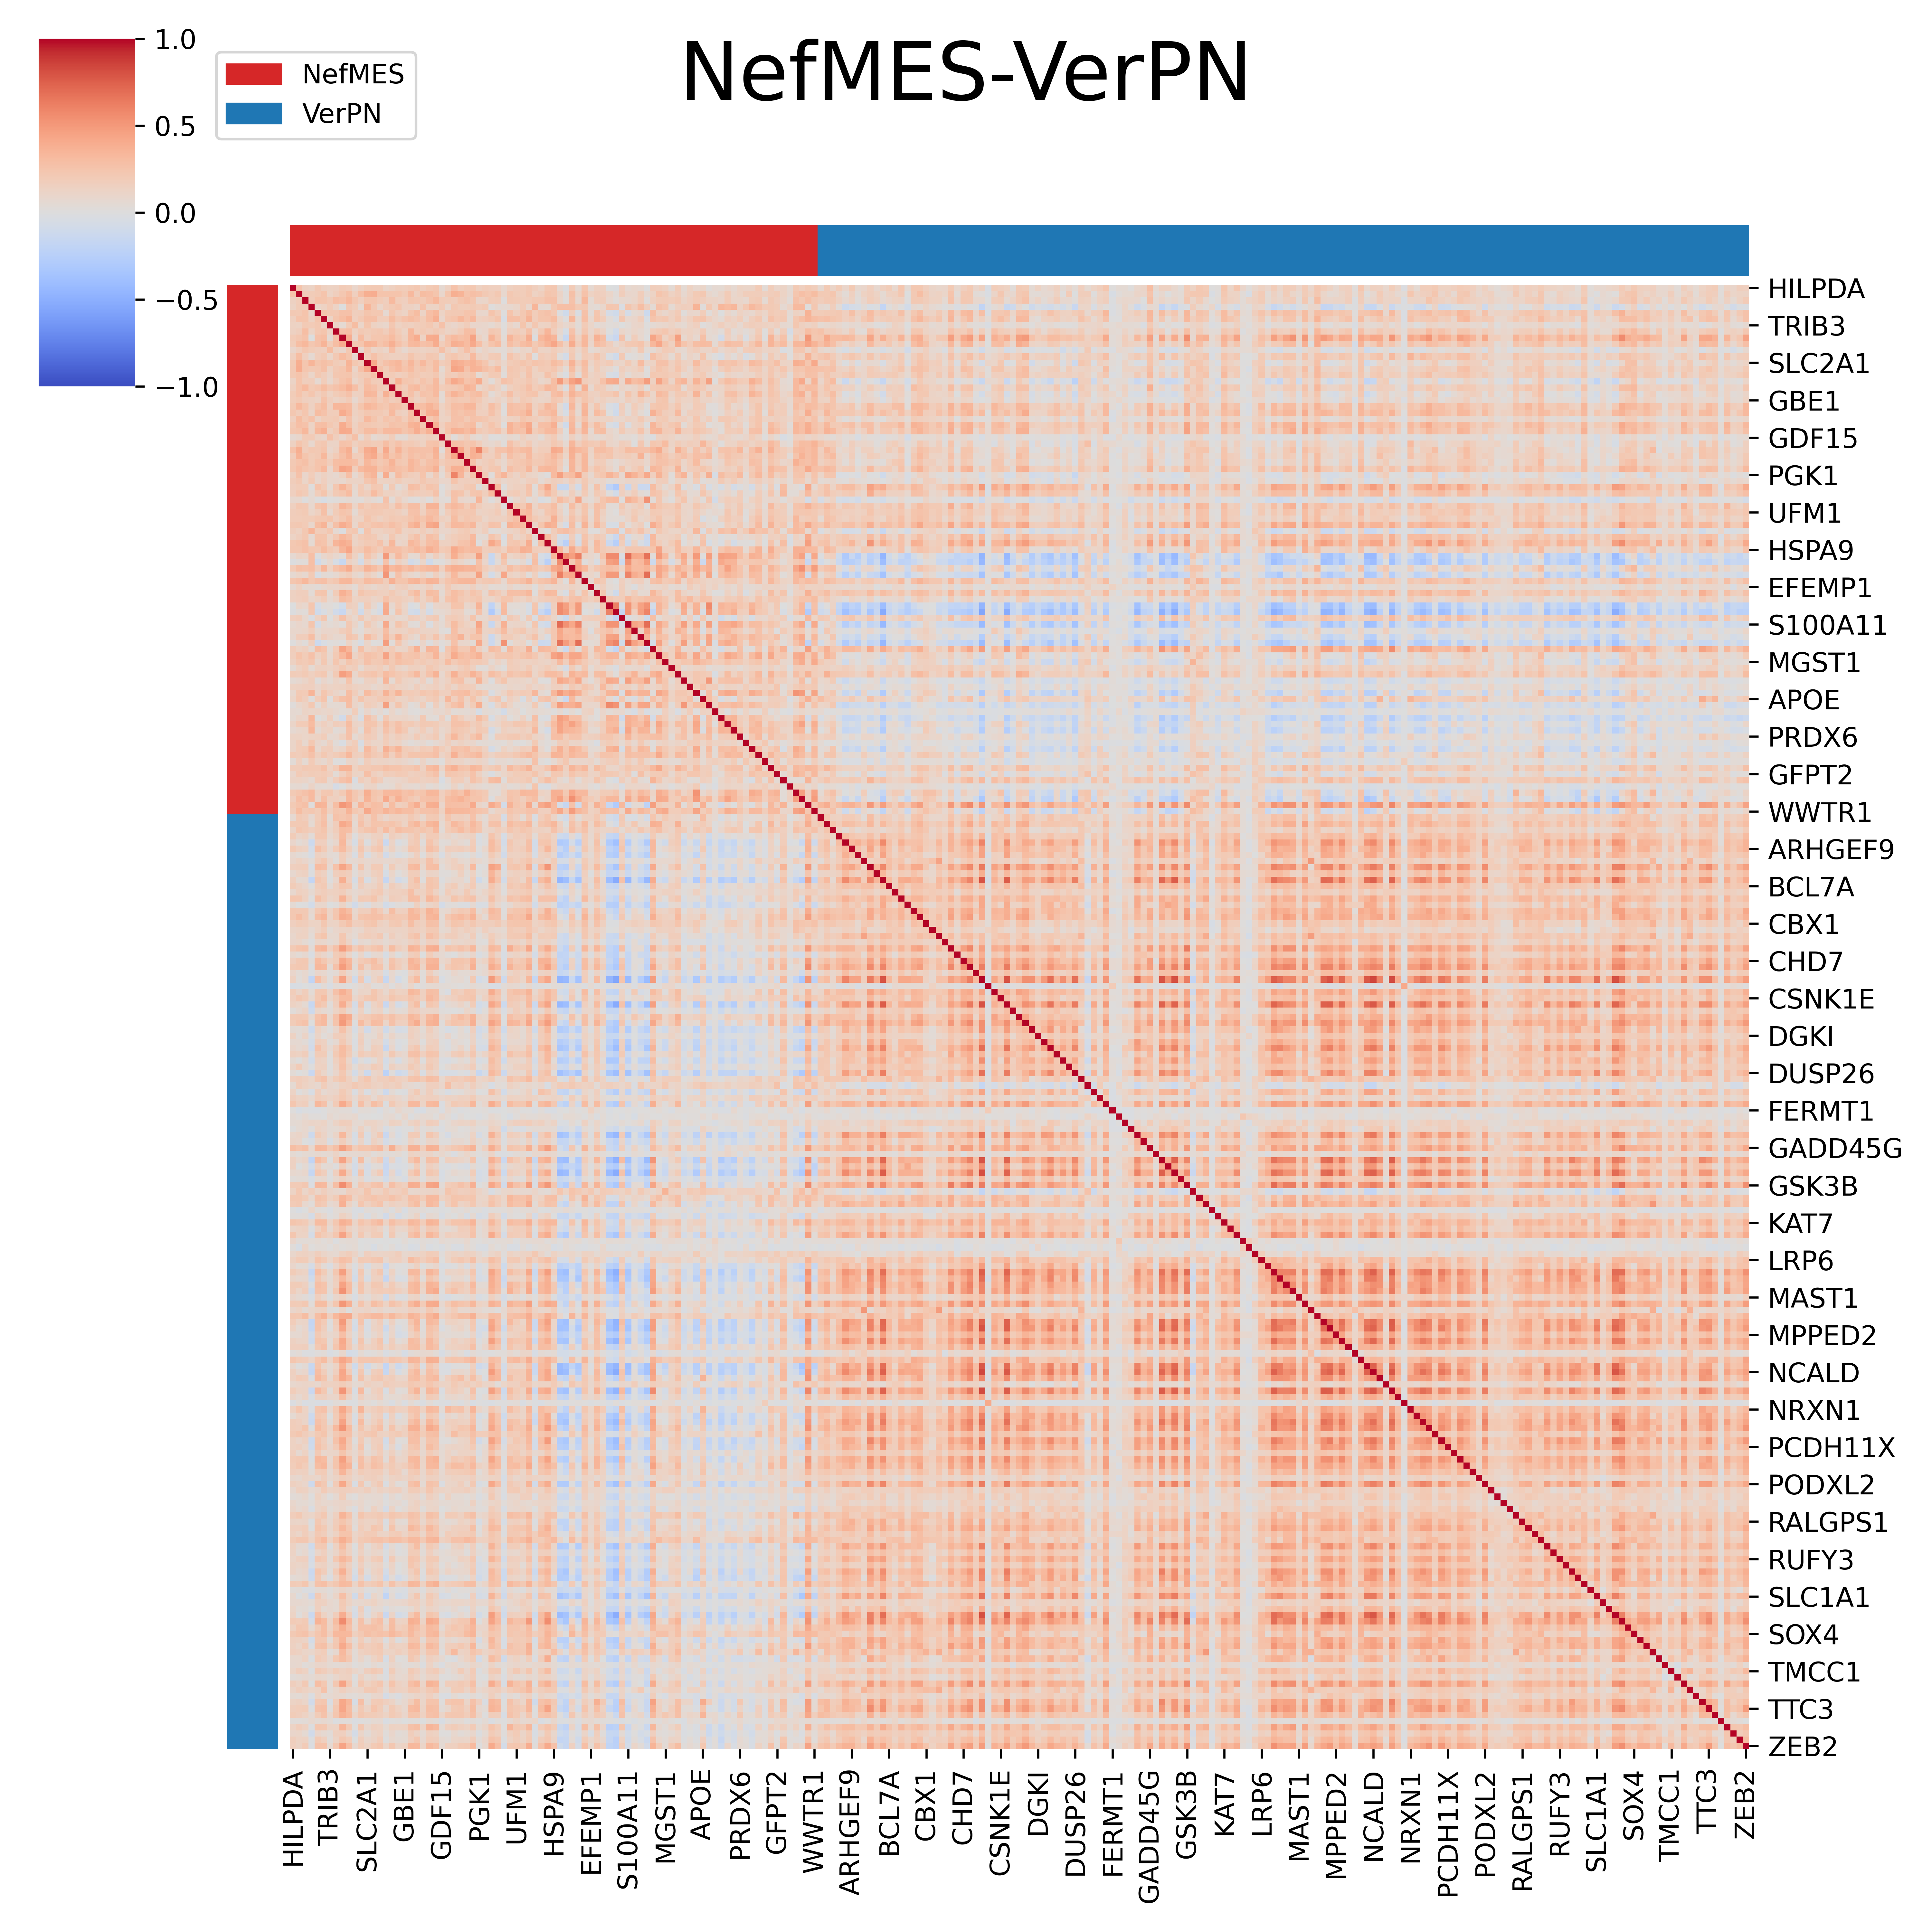 NefMES-VerPN
1.0
0.5
0.0
−0.5
−1.0
NefMES
VerPN
HILPDA
TRIB3
SLC2A1
GBE1
GDF15
PGK1
UFM1
HSPA9
EFEMP1
S100A11
MGST1
APOE
PRDX6
GFPT2
WWTR1
ARHGEF9
BCL7A
CBX1
CHD7
CSNK1E
DGKI
DUSP26
FERMT1
GADD45G
GSK3B
KAT7
LRP6
MAST1
MPPED2
NCALD
NRXN1
PCDH11X
PODXL2
RALGPS1
RUFY3
SLC1A1
SOX4
TMCC1
TTC3
ZEB2
HILPDA
TRIB3
SLC2A1
GBE1
GDF15
PGK1
UFM1
HSPA9
EFEMP1
S100A11
MGST1
APOE
PRDX6
GFPT2
WWTR1
ARHGEF9
BCL7A
CBX1
CHD7
CSNK1E
DGKI
DUSP26
FERMT1
GADD45G
GSK3B
KAT7
LRP6
MAST1
MPPED2
NCALD
NRXN1
PCDH11X
PODXL2
RALGPS1
RUFY3
SLC1A1
SOX4
TMCC1
TTC3
ZEB2